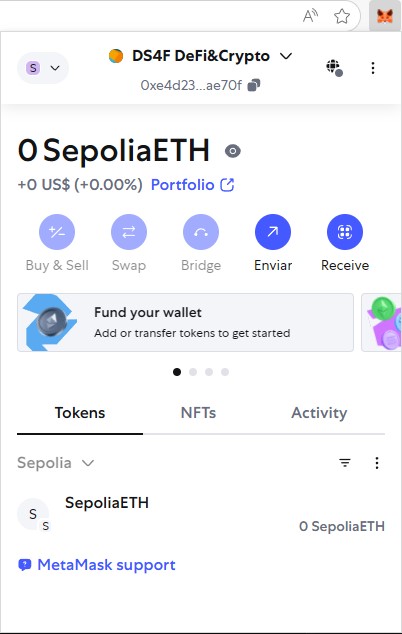 S
DS4F DeFi&Crypto
0xe4d23...ae70f
0 SepoliaETH
+0 US$ (+0.00%) Portfolio
Buy & Sell Swap Bridge Enviar Receive
Fund your wallet
Add or transfer tokens to get started
Tokens NFTs Activity
Sepolia
S
S
SepoliaETH
0 SepoliaETH
MetaMask support